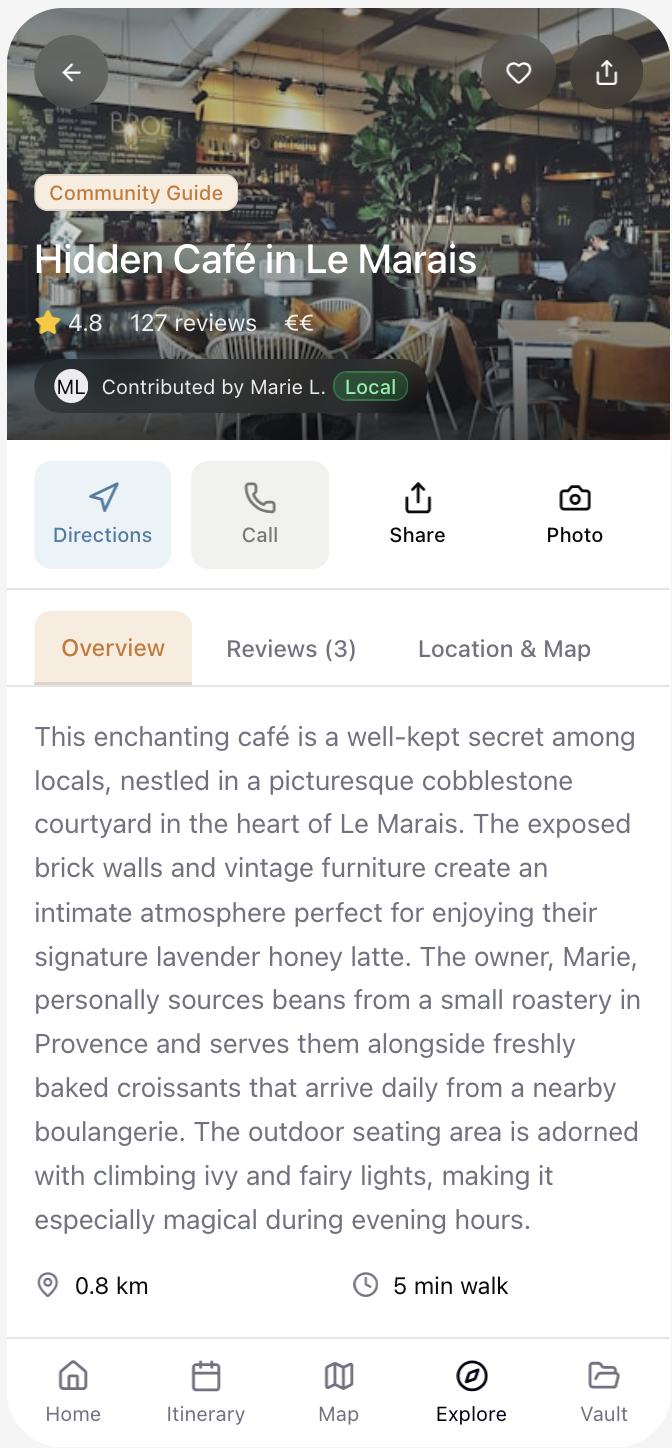 BROEI
Community Guide
Hidden Café in Le Marais
4.8 127 reviews €€
ML Contributed by Marie L. Local
Directions Call Share Photo
Overview Reviews (3) Location & Map
This enchanting café is a well-kept secret among
locals, nestled in a picturesque cobblestone
courtyard in the heart of Le Marais. The exposed
brick walls and vintage furniture create an
intimate atmosphere perfect for enjoying their
signature lavender honey latte. The owner, Marie,
personally sources beans from a small roastery in
Provence and serves them alongside freshly
baked croissants that arrive daily from a nearby
boulangerie. The outdoor seating area is adorned
with climbing ivy and fairy lights, making it
especially magical during evening hours.
0.8 km 5 min walk
Home Itinerary Map Explore Vault